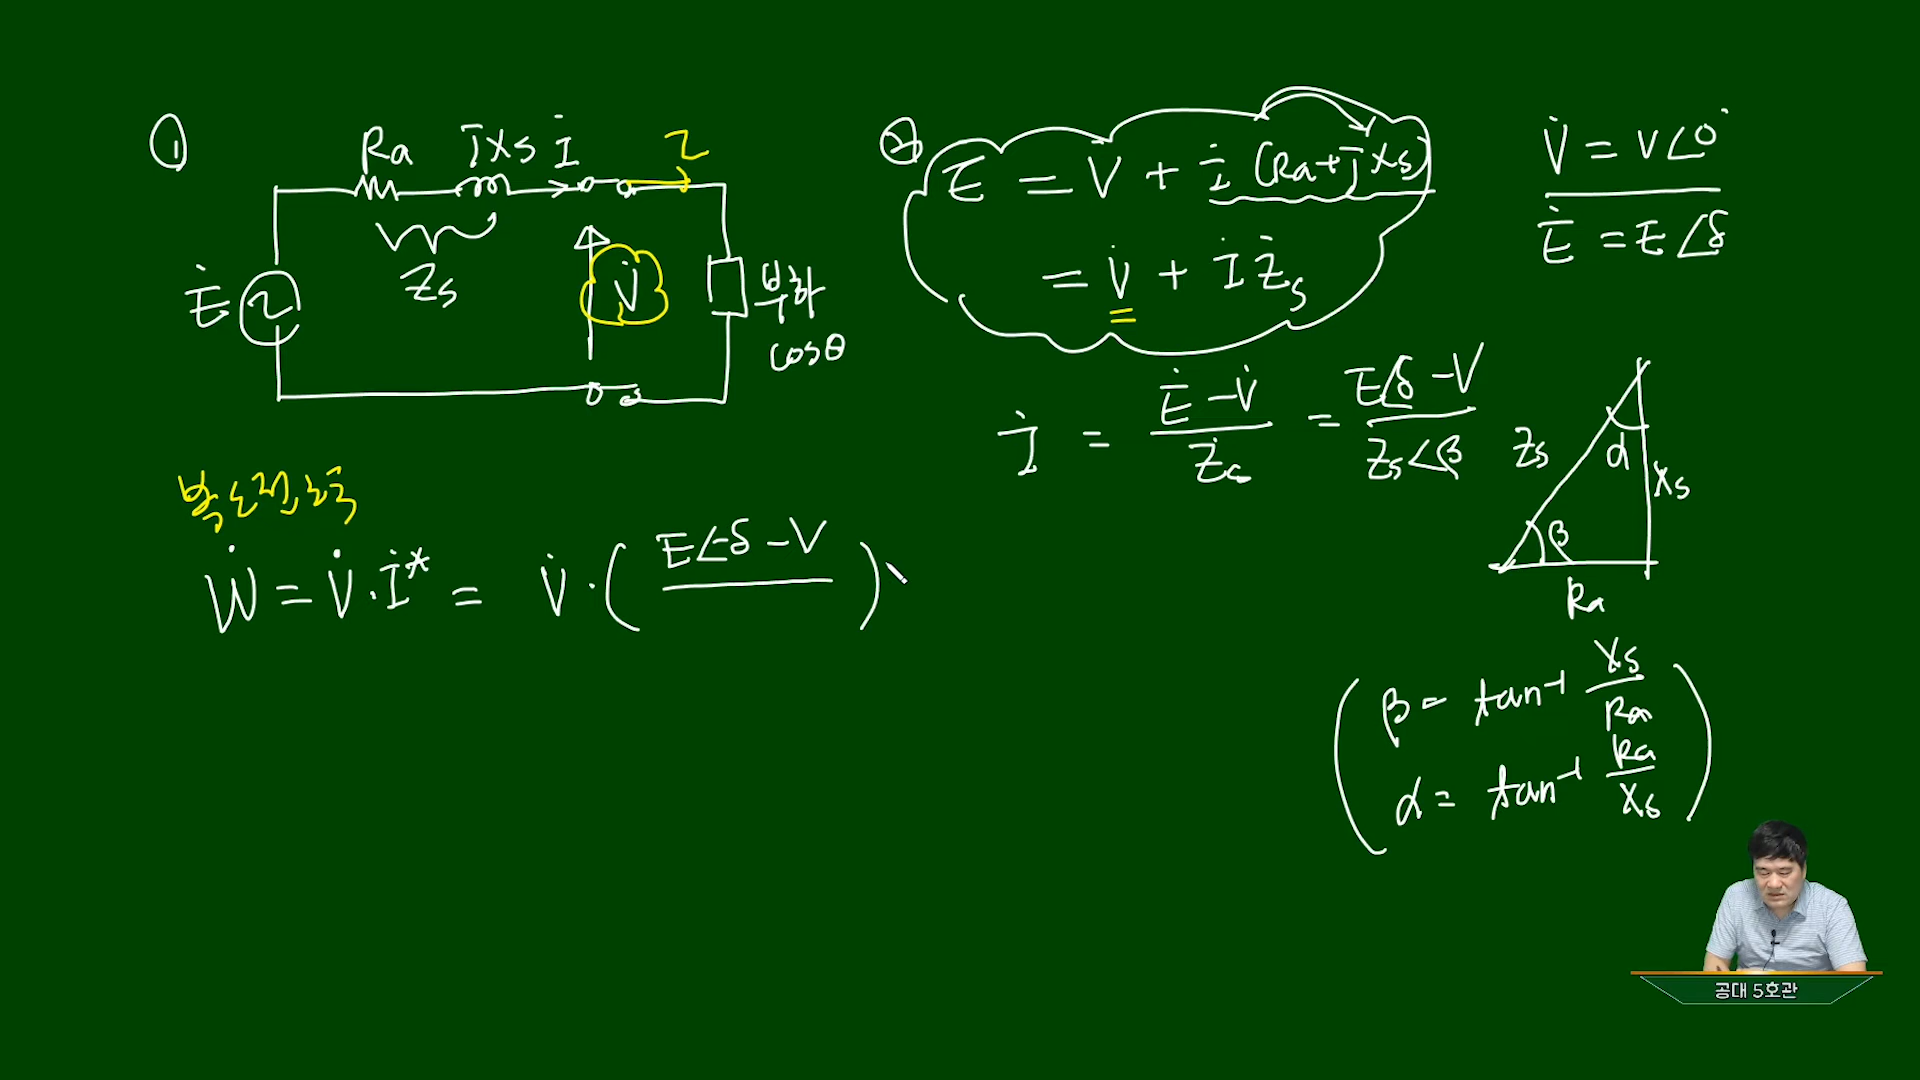 ①
Ra jXs İ I
Zs
Ė
V̇
부하
cosθ
②
E = V̇ + İ (Ra+jXs)
= V̇ + İ Żs
V̇ = V∠0°
Ė = E∠δ
İ = (Ė - V̇) / Żs = (E∠δ - V) / (Zs∠β)
Zs α Xs
β
Ra
복소전력
Ẇ = V̇ · İ* = V̇ · ( E∠-δ - V )
β = tan⁻¹ Xs/Ra
α = tan⁻¹ Ra/Xs
공대 5호관